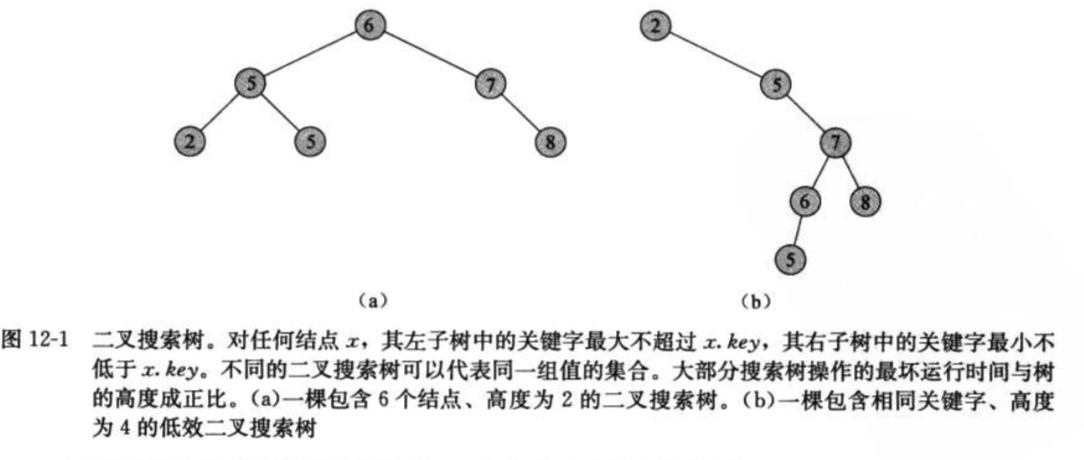 6
2
5
7
5
2
5
8
7
6
8
5
(a)
(b)
图 12-1 二叉搜索树。对任何结点 x，其左子树中的关键字最大不超过 x. key，其右子树中的关键字最小不
低于 x. key。不同的二叉搜索树可以代表同一组值的集合。大部分搜索树操作的最坏运行时间与树
的高度成正比。(a)一棵包含 6 个结点、高度为 2 的二叉搜索树。(b)一棵包含相同关键字、高度
为 4 的低效二叉搜索树